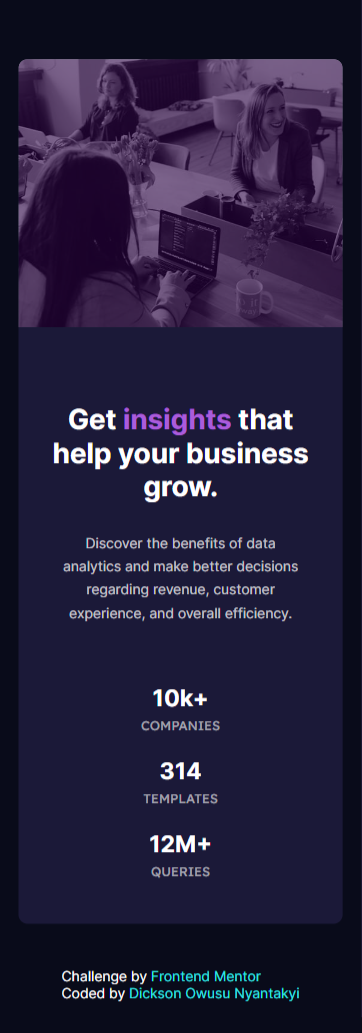 Get insights that
help your business
grow.
Discover the benefits of data
analytics and make better decisions
regarding revenue, customer
experience, and overall efficiency.
10k+
COMPANIES
314
TEMPLATES
12M+
QUERIES
Challenge by Frontend Mentor
Coded by Dickson Owusu Nyantakyi